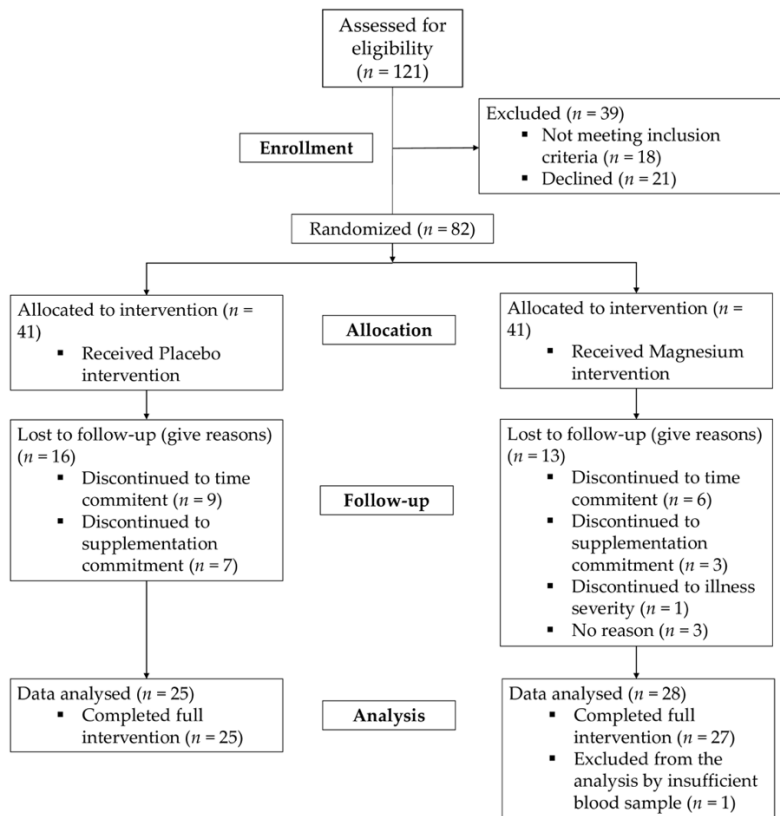 Assessed for
eligibility
(n = 121)
Excluded (n = 39)
▪ Not meeting inclusion
criteria (n = 18)
▪ Declined (n = 21)
Enrollment
Randomized (n = 82)
Allocated to intervention (n =
41)
▪ Received Placebo
intervention
Allocation
Allocated to intervention (n =
41)
▪ Received Magnesium
intervention
Lost to follow-up (give reasons)
(n = 16)
▪ Discontinued to time
commitent (n = 9)
▪ Discontinued to
supplementation
commitment (n = 7)
Follow-up
Lost to follow-up (give reasons)
(n = 13)
▪ Discontinued to time
commitent (n = 6)
▪ Discontinued to
supplementation
commitment (n = 3)
▪ Discontinued to illness
severity (n = 1)
▪ No reason (n = 3)
Data analysed (n = 25)
▪ Completed full
intervention (n = 25)
Analysis
Data analysed (n = 28)
▪ Completed full
intervention (n = 27)
▪ Excluded from the
analysis by insufficient
blood sample (n = 1)